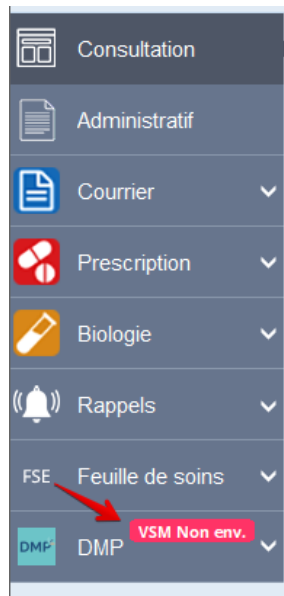 Consultation
Administratif
Courrier
Prescription
Biologie
Rappels
FSE Feuille de soins
VSM Non env.
DMP DMP